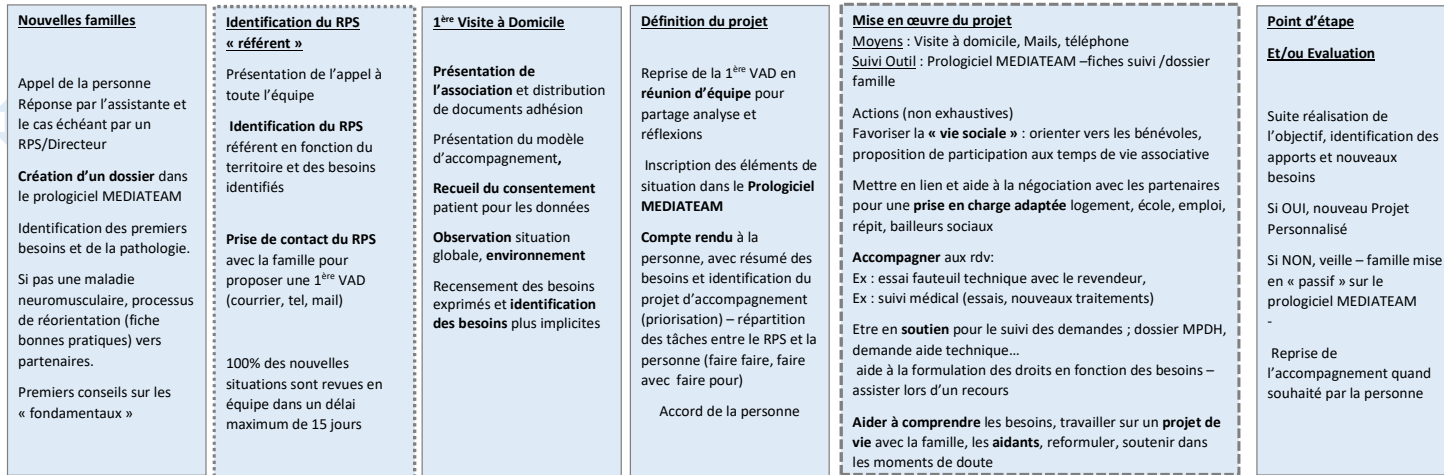 Nouvelles familles
Appel de la personne
Réponse par l'assistante et
le cas échéant par un
RPS/Directeur
Création d'un dossier dans
le prologiciel MEDIATEAM
Identification des premiers
besoins et de la pathologie.
Si pas une maladie
neuromusculaire, processus
de réorientation (fiche
bonnes pratiques) vers
partenaires.
Premiers conseils sur les
« fondamentaux »
Identification du RPS
« référent »
Présentation de l'appel à
toute l'équipe
Identification du RPS
référent en fonction du
territoire et des besoins
identifiés
Prise de contact du RPS
avec la famille pour
proposer une 1ère VAD
(courrier, tel, mail)
100% des nouvelles
situations sont revues en
équipe dans un délai
maximum de 15 jours
1ère Visite à Domicile
Présentation de
l'association et distribution
de documents adhésion
Présentation du modèle
d'accompagnement,
Recueil du consentement
patient pour les données
Observation situation
globale, environnement
Recensement des besoins
exprimés et identification
des besoins plus implicites
Définition du projet
Reprise de la 1ère VAD en
réunion d'équipe pour
partage analyse et
réflexions
Inscription des éléments de
situation dans le Prologiciel
MEDIATEAM
Compte rendu à la
personne, avec résumé des
besoins et identification du
projet d'accompagnement
(priorisation) – répartition
des tâches entre le RPS et la
personne (faire faire, faire
avec faire pour)
Accord de la personne
Mise en œuvre du projet
Moyens : Visite à domicile, Mails, téléphone
Suivi Outil : Prologiciel MEDIATEAM –fiches suivi /dossier
famille
Actions (non exhaustives)
Favoriser la « vie sociale » : orienter vers les bénévoles,
proposition de participation aux temps de vie associative
Mettre en lien et aide à la négociation avec les partenaires
pour une prise en charge adaptée logement, école, emploi,
répit, bailleurs sociaux
Accompagner aux rdv:
Ex : essai fauteuil technique avec le revendeur,
Ex : suivi médical (essais, nouveaux traitements)
Etre en soutien pour le suivi des demandes ; dossier MPDH,
demande aide technique…
aide à la formulation des droits en fonction des besoins –
assister lors d'un recours
Aider à comprendre les besoins, travailler sur un projet de
vie avec la famille, les aidants, reformuler, soutenir dans
les moments de doute
Point d'étape
Et/ou Evaluation
Suite réalisation de
l'objectif, identification des
apports et nouveaux
besoins
Si OUI, nouveau Projet
Personnalisé
Si NON, veille – famille mise
en « passif » sur le
prologiciel MEDIATEAM
-
Reprise de
l'accompagnement quand
souhaité par la personne